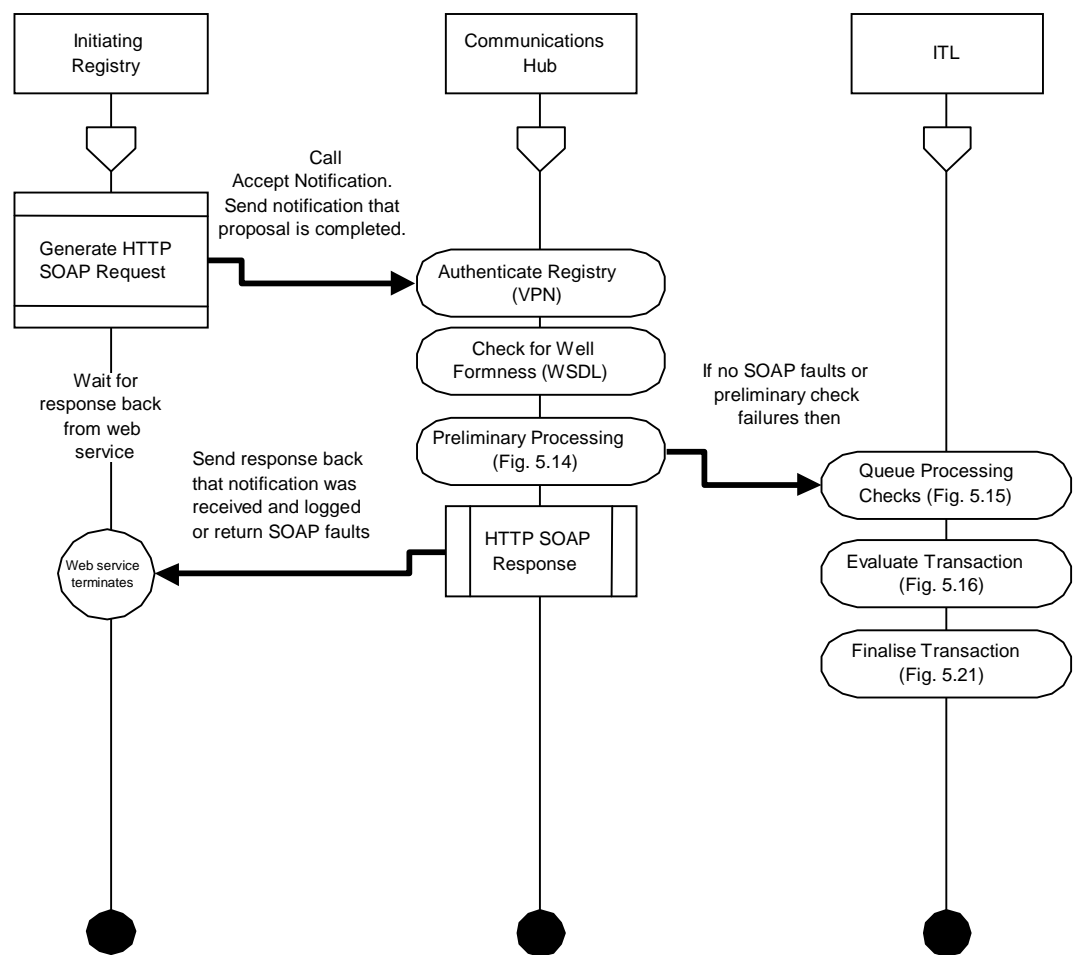 Initiating
Registry
Communications
Hub
ITL
Call
Accept Notification.
Send notification that
proposal is completed.
Generate HTTP
SOAP Request
Authenticate Registry
(VPN)
Check for Well
Formness (WSDL)
Wait for
response back
from web
service
If no SOAP faults or
preliminary check
failures then
Preliminary Processing
(Fig. 5.14)
Send response back
that notification was
received and logged
or return SOAP faults
Queue Processing
Checks (Fig. 5.15)
HTTP SOAP
Response
Web service
terminates
Evaluate Transaction
(Fig. 5.16)
Finalise Transaction
(Fig. 5.21)